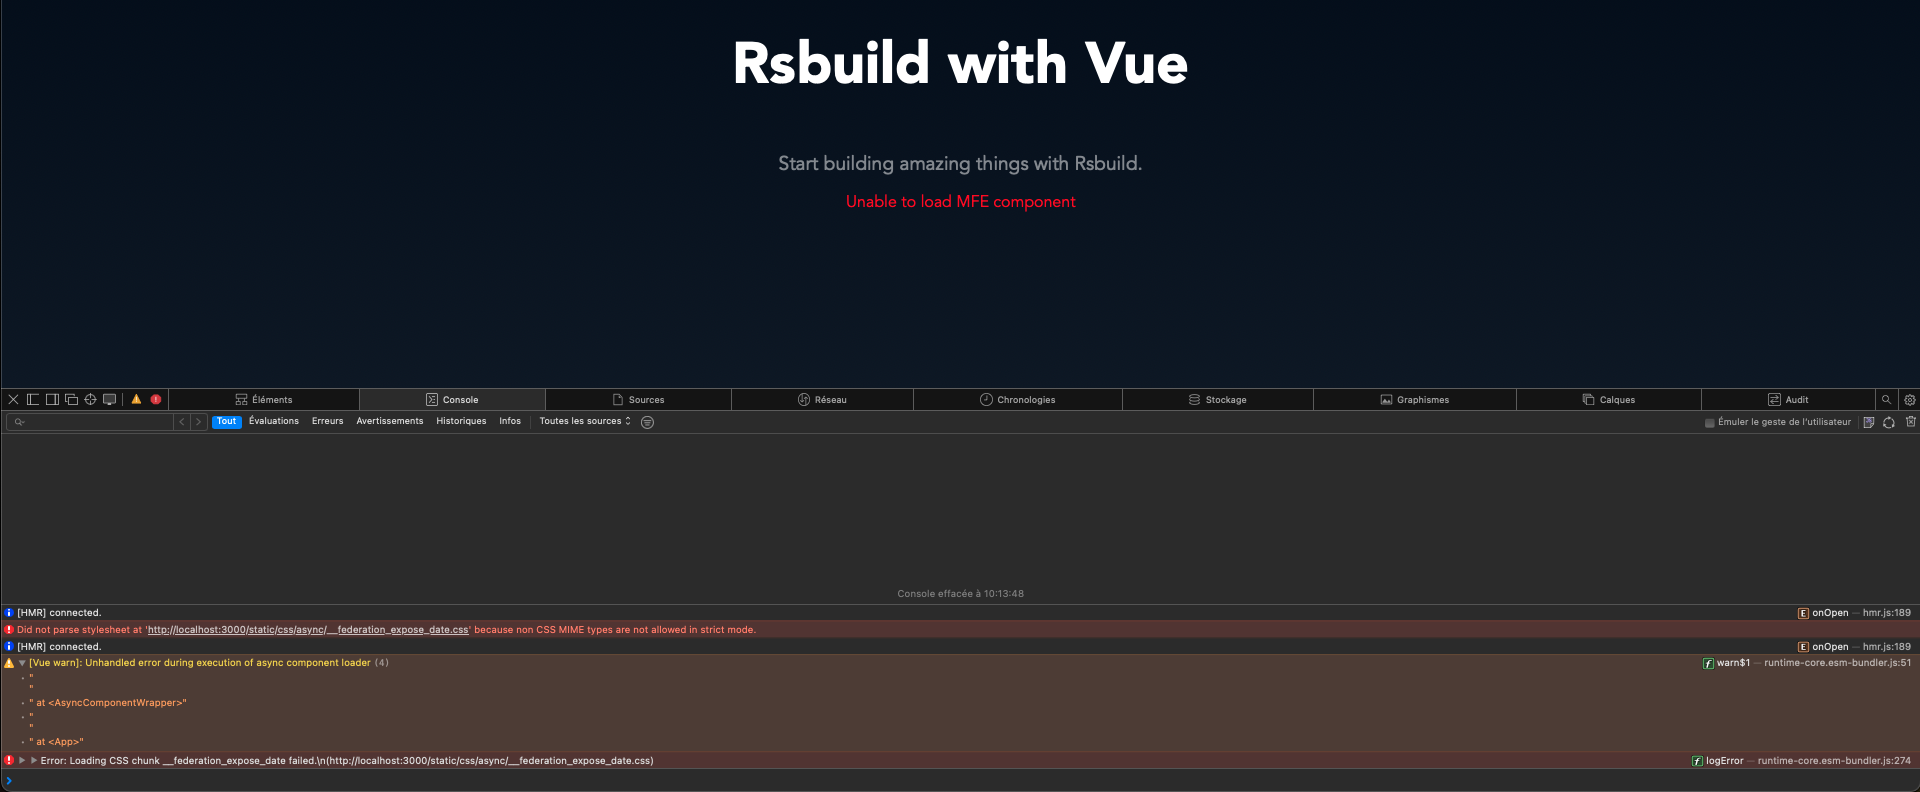 Rsbuild with Vue
Start building amazing things with Rsbuild.
Unable to load MFE component
Éléments Console Sources Réseau Chronologies Stockage Graphismes Calques Audit
Tout Évaluations Erreurs Avertissements Historiques Infos Toutes les sources Émuler le geste de l'utilisateur
Console effacée à 10:13:48
[HMR] connected. E onOpen — hmr.js:189
Did not parse stylesheet at 'http://localhost:3000/static/css/async/__federation_expose_date.css' because non CSS MIME types are not allowed in strict mode.
[HMR] connected. E onOpen — hmr.js:189
[Vue warn]: Unhandled error during execution of async component loader (4) f warn$1 — runtime-core.esm-bundler.js:51
- "
"
- " at <AsyncComponentWrapper>"
- "
"
- " at <App>"
Error: Loading CSS chunk __federation_expose_date failed.\n(http://localhost:3000/static/css/async/__federation_expose_date.css) f logError — runtime-core.esm-bundler.js:274